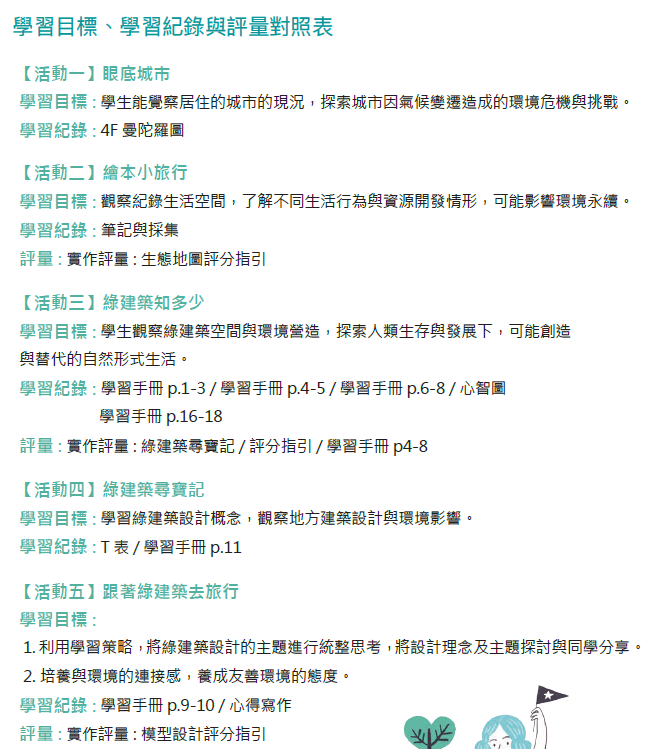 學習目標、學習紀錄與評量對照表
【活動一】眼底城市
學習目標 : 學生能覺察居住的城市的現況，探索城市因氣候變遷造成的環境危機與挑戰。
學習紀錄 : 4F 曼陀羅圖
【活動二】繪本小旅行
學習目標 : 觀察紀錄生活空間，了解不同生活行為與資源開發情形，可能影響環境永續。
學習紀錄 : 筆記與採集
評量 : 實作評量 : 生態地圖評分指引
【活動三】綠建築知多少
學習目標 : 學生觀察綠建築空間與環境營造，探索人類生存與發展下，可能創造
與替代的自然形式生活。
學習紀錄 : 學習手冊 p.1-3 / 學習手冊 p.4-5 / 學習手冊 p.6-8 / 心智圖
學習手冊 p.16-18
評量 : 實作評量 : 綠建築尋寶記 / 評分指引 / 學習手冊 p4-8
【活動四】綠建築尋寶記
學習目標 : 學習綠建築設計概念，觀察地方建築設計與環境影響。
學習紀錄 : T 表 / 學習手冊 p.11
【活動五】跟著綠建築去旅行
學習目標 :
1. 利用學習策略，將綠建築設計的主題進行統整思考，將設計理念及主題探討與同學分享。
2. 培養與環境的連接感，養成友善環境的態度。
學習紀錄 : 學習手冊 p.9-10 / 心得寫作
評量 : 實作評量 : 模型設計評分指引